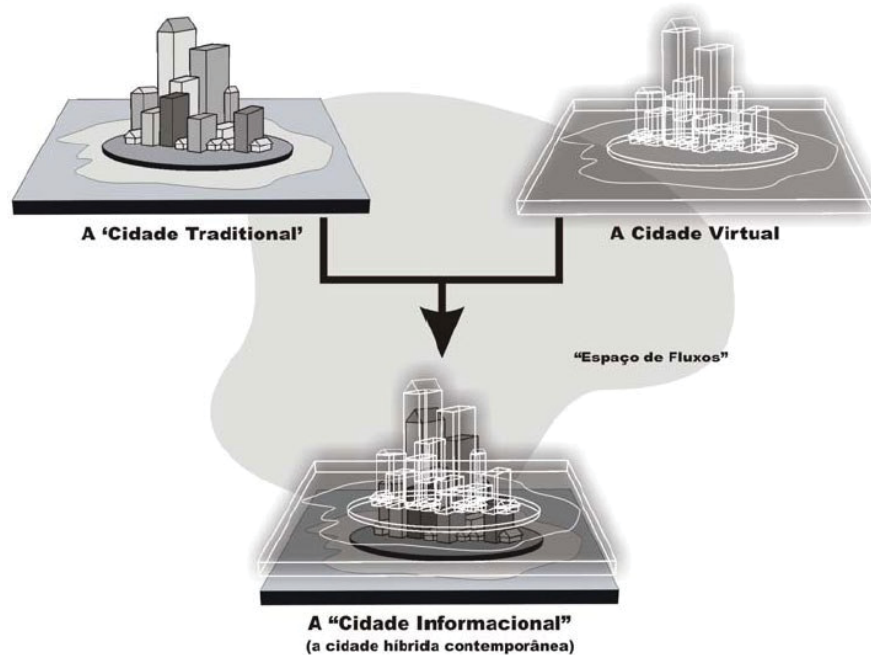 A ‘Cidade Traditional’
A Cidade Virtual
“Espaço de Fluxos”
A “Cidade Informacional”
(a cidade híbrida contemporânea)